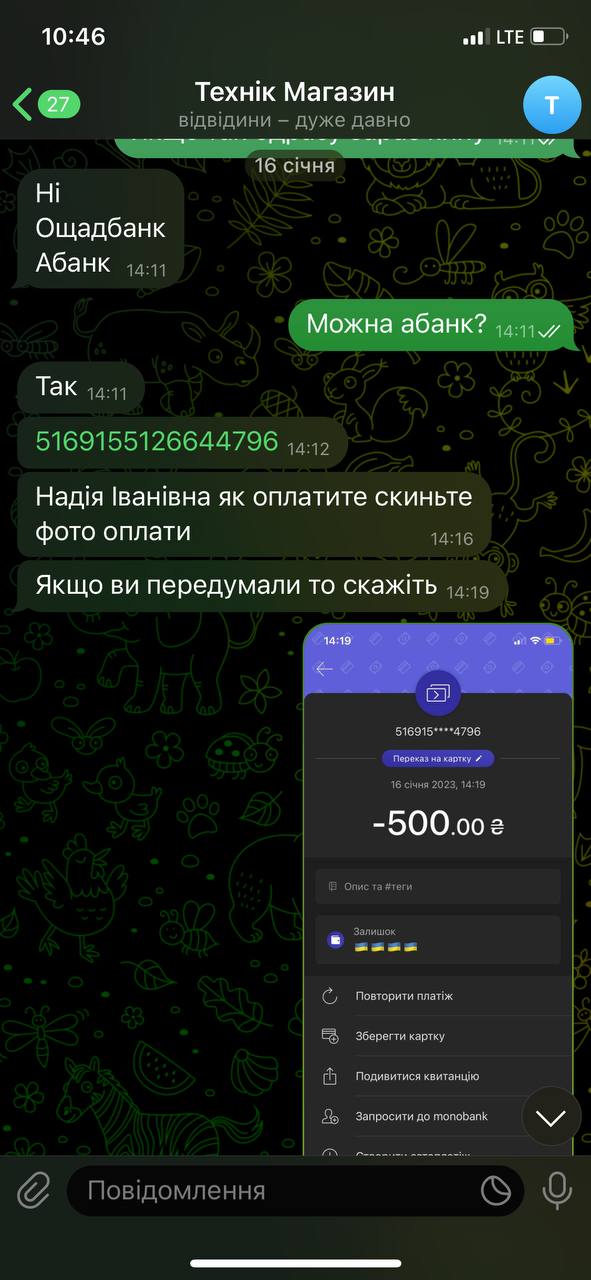 10:46
LTE
27
Технік Магазин
відвідини – дуже давно
Т
14:11
16 січня
Ні
Ощадбанк
Абанк 14:11
Можна абанк? 14:11
Так 14:11
5169155126644796 14:12
Надія Іванівна як оплатите скиньте
фото оплати 14:16
Якщо ви передумали то скажіть 14:19
14:19
516915****4796
Переказ на картку
16 січня 2023, 14:19
-500.00 ₴
Опис та #теги
Залишок
🇺🇦🇺🇦🇺🇦🇺🇦
Повторити платіж
Зберегти картку
Подивитися квитанцію
Запросити до monobank
Повідомлення